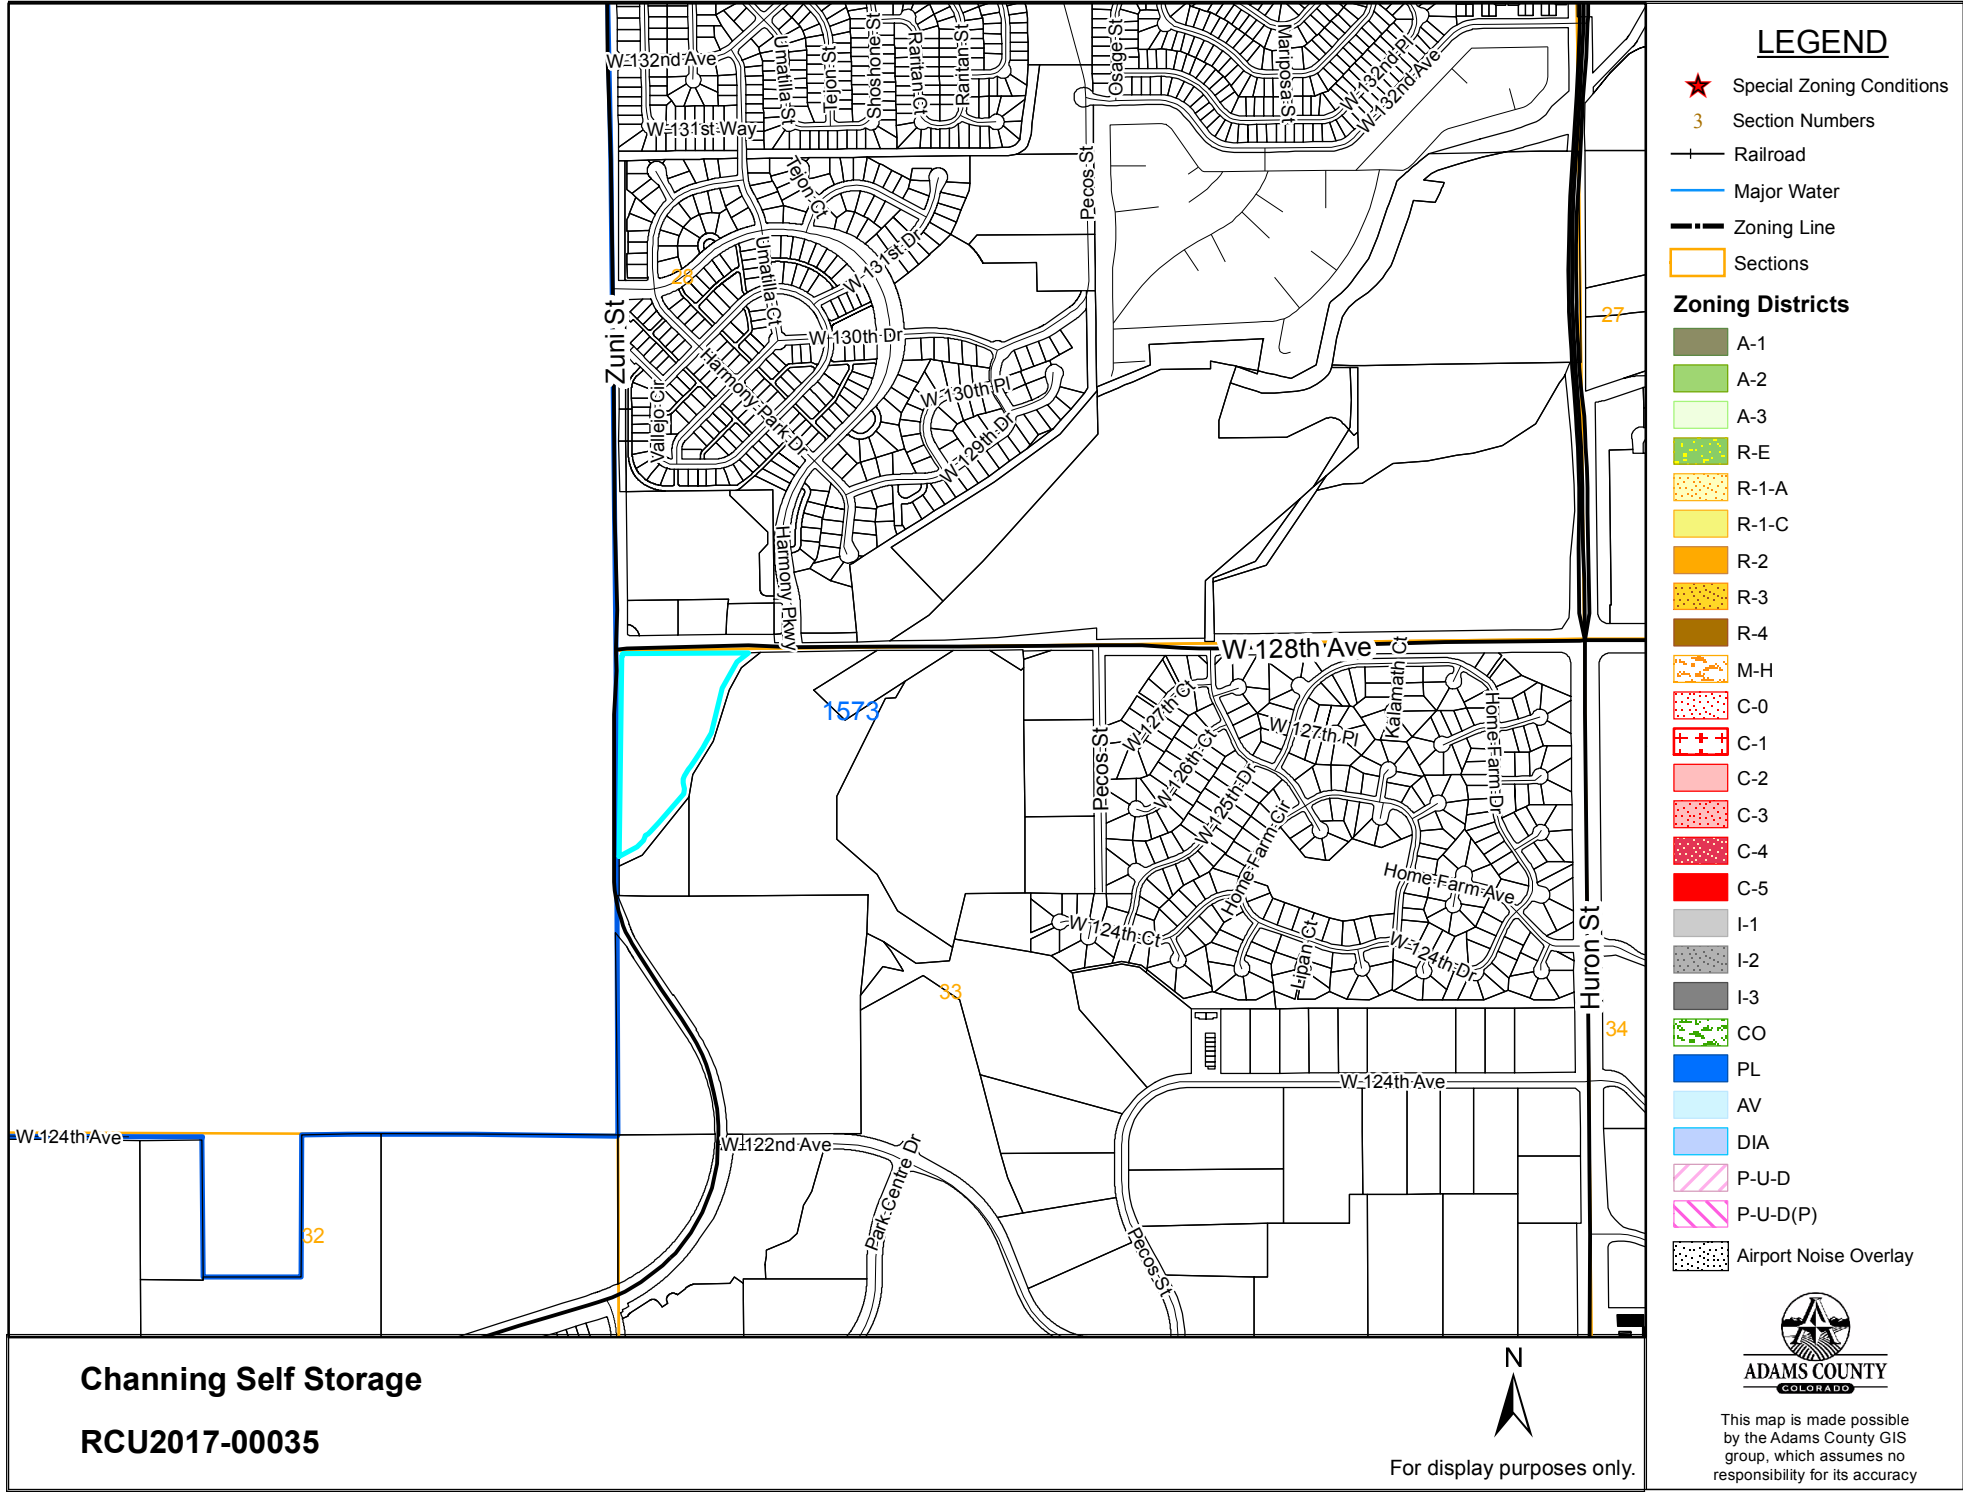 W 132nd Ave
W 131st Way
Umatilla St
Tejon St
Shoshone St
Raritan Ct
Raritan St
Osage St
Mariposa St
W 132nd Pl
W 132nd Ave
Pecos St
Tejon Ct
W 131st Dr
Umatilla Ct
28
27
Zuni St
W 130th Dr
Harmony Park Dr
Vallejo Cir
W 130th Pl
W 129th Dr
Harmony Pkwy
W 128th Ave
1573
Pecos St
W 127th Ct
W 126th Ct
W 125th Dr
W 127th Pl
Kalamath Ct
Home Farm Dr
Home Farm Cir
Home Farm Ave
W 124th Ct
Lipan Ct
W 124th Dr
Huron St
33
34
W 124th Ave
W 124th Ave
W 122nd Ave
Park Centre Dr
Pecos St
32
Channing Self Storage
RCU2017-00035
N
For display purposes only.
LEGEND
Special Zoning Conditions
3 Section Numbers
Railroad
Major Water
Zoning Line
Sections
Zoning Districts
A-1
A-2
A-3
R-E
R-1-A
R-1-C
R-2
R-3
R-4
M-H
C-0
C-1
C-2
C-3
C-4
C-5
I-1
I-2
I-3
CO
PL
AV
DIA
P-U-D
P-U-D(P)
Airport Noise Overlay
ADAMS COUNTY
COLORADO
This map is made possible
by the Adams County GIS
group, which assumes no
responsibility for its accuracy